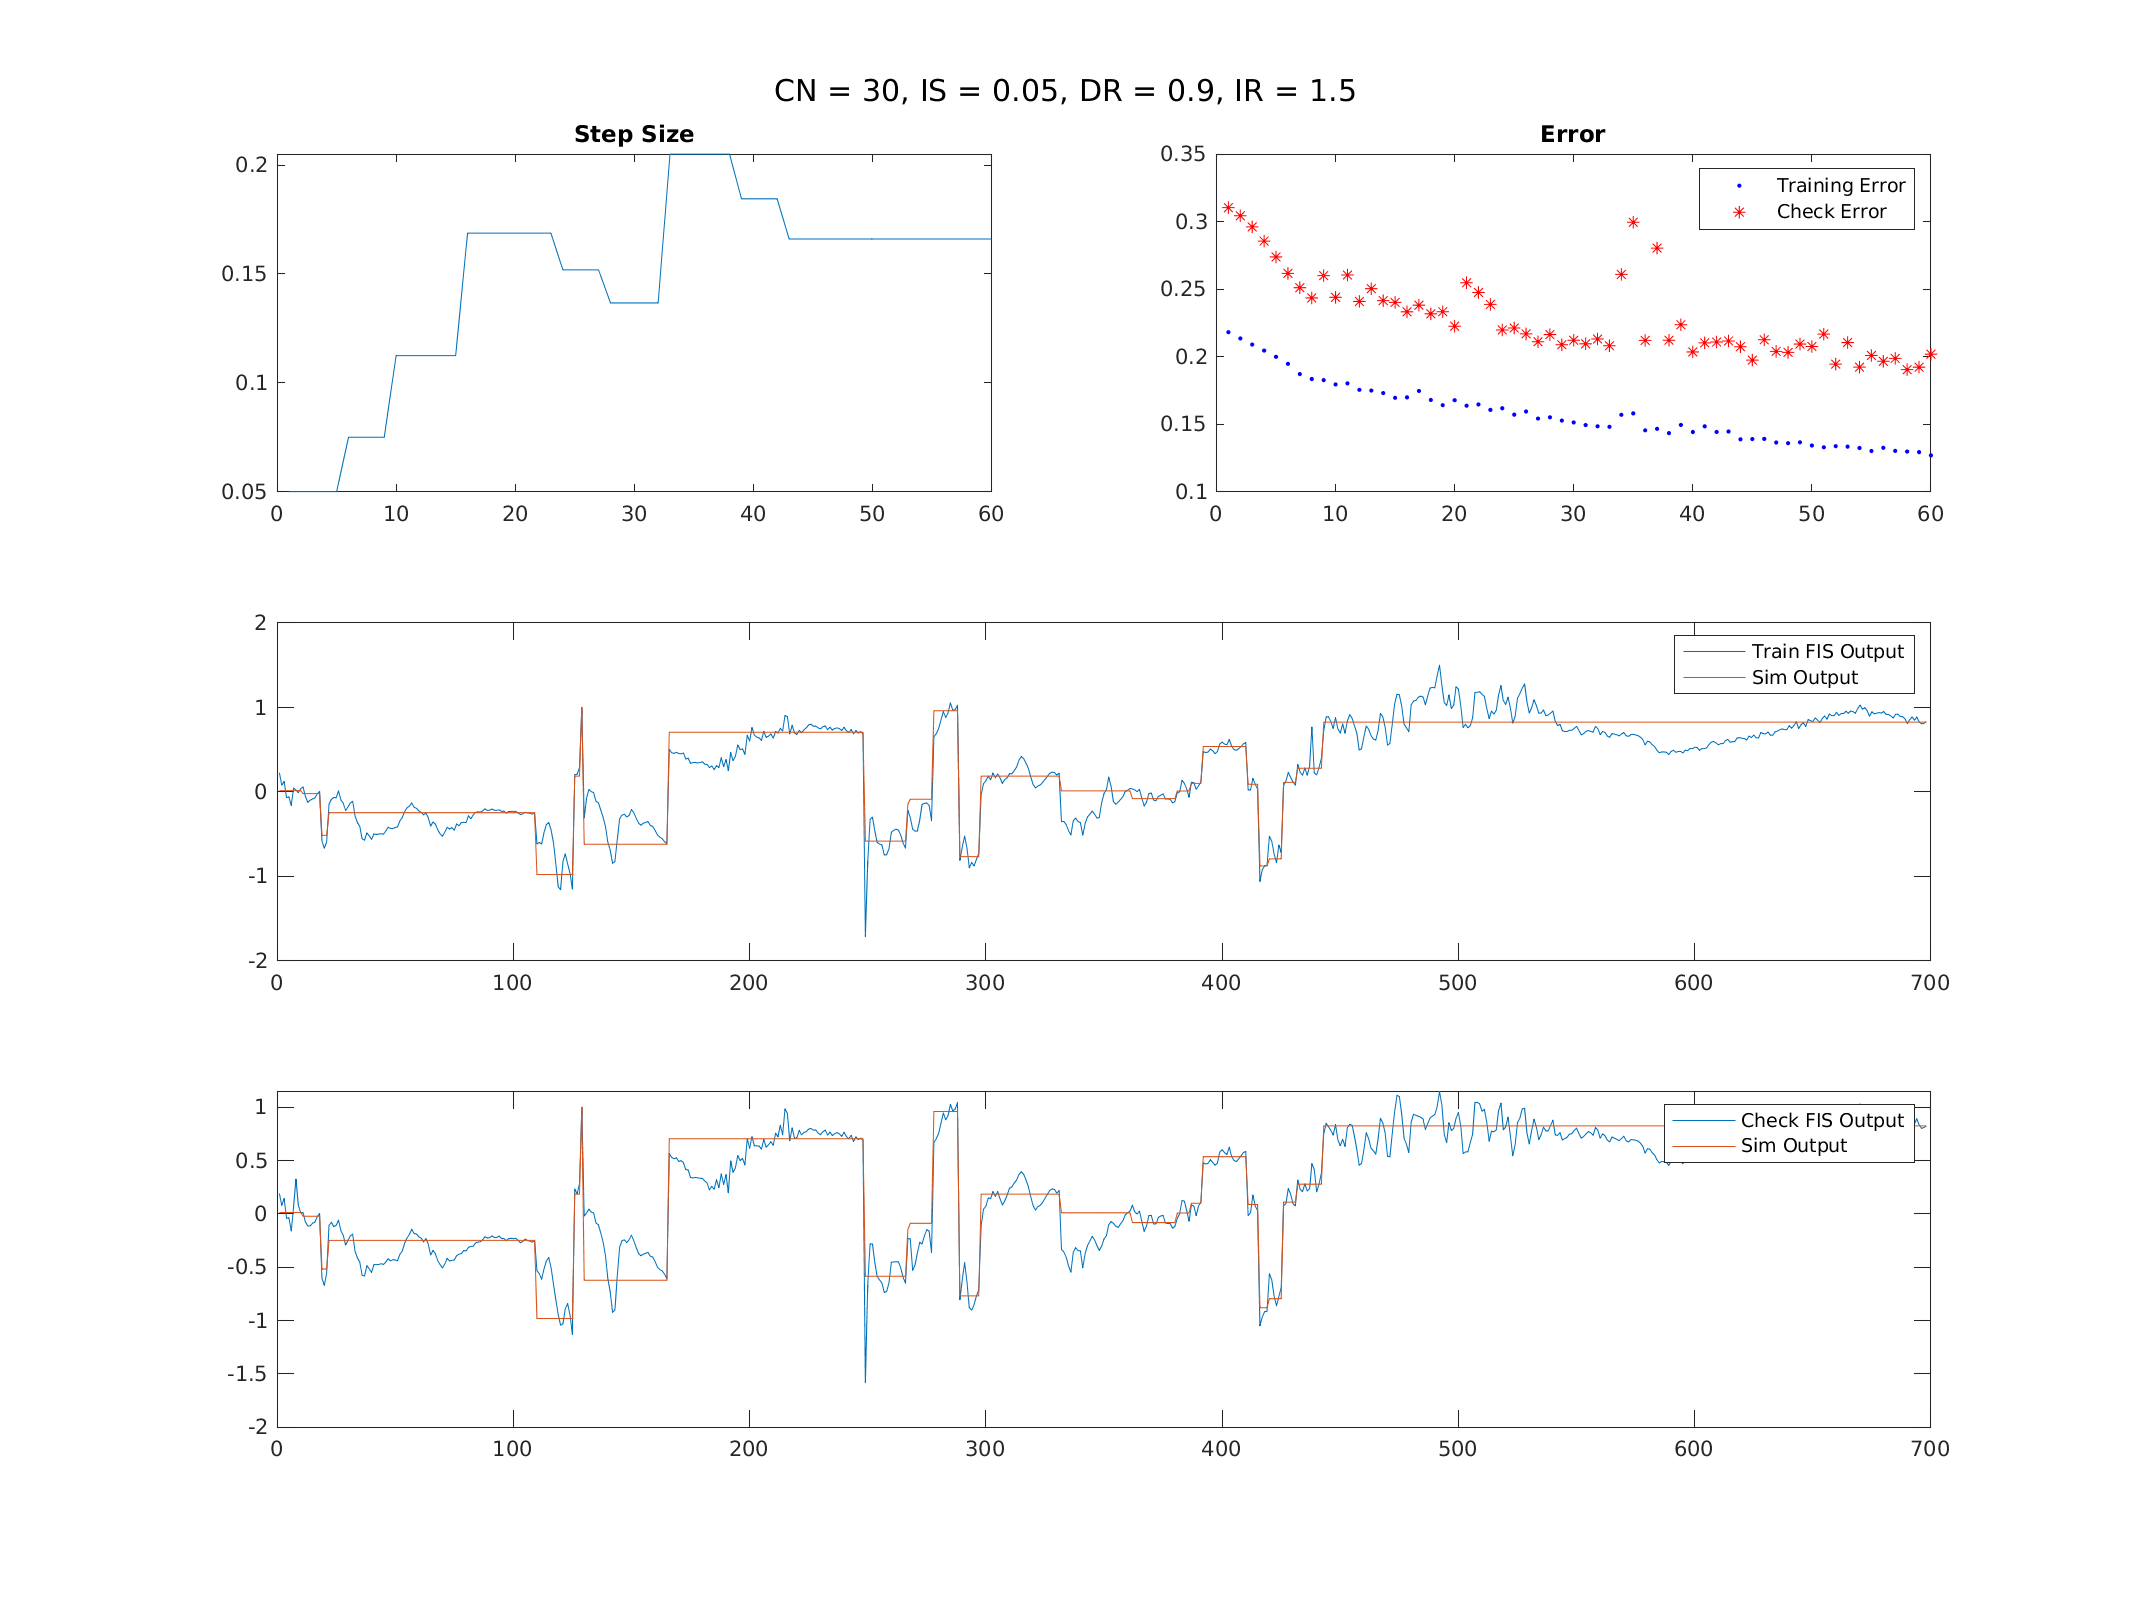 CN = 30, IS = 0.05, DR = 0.9, IR = 1.5
Step Size
0.2
0.15
0.1
0.05
0 10 20 30 40 50 60
Error
0.35
0.3
0.25
0.2
0.15
0.1
0 10 20 30 40 50 60
Training Error
Check Error
2
1
0
-1
-2
0 100 200 300 400 500 600 700
Train FIS Output
Sim Output
1
0.5
0
-0.5
-1
-1.5
-2
0 100 200 300 400 500 600 700
Check FIS Output
Sim Output